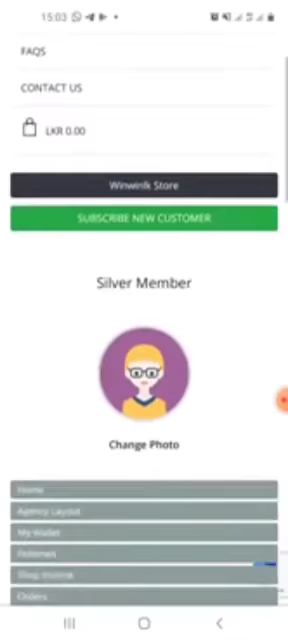 15:03
FAQS
CONTACT US
LKR 0.00
Winwinlk Store
SUBSCRIBE NEW CUSTOMER
Silver Member
Change Photo
Home
Agency Layout
My Wallet
Referrals
Shop Income
Orders